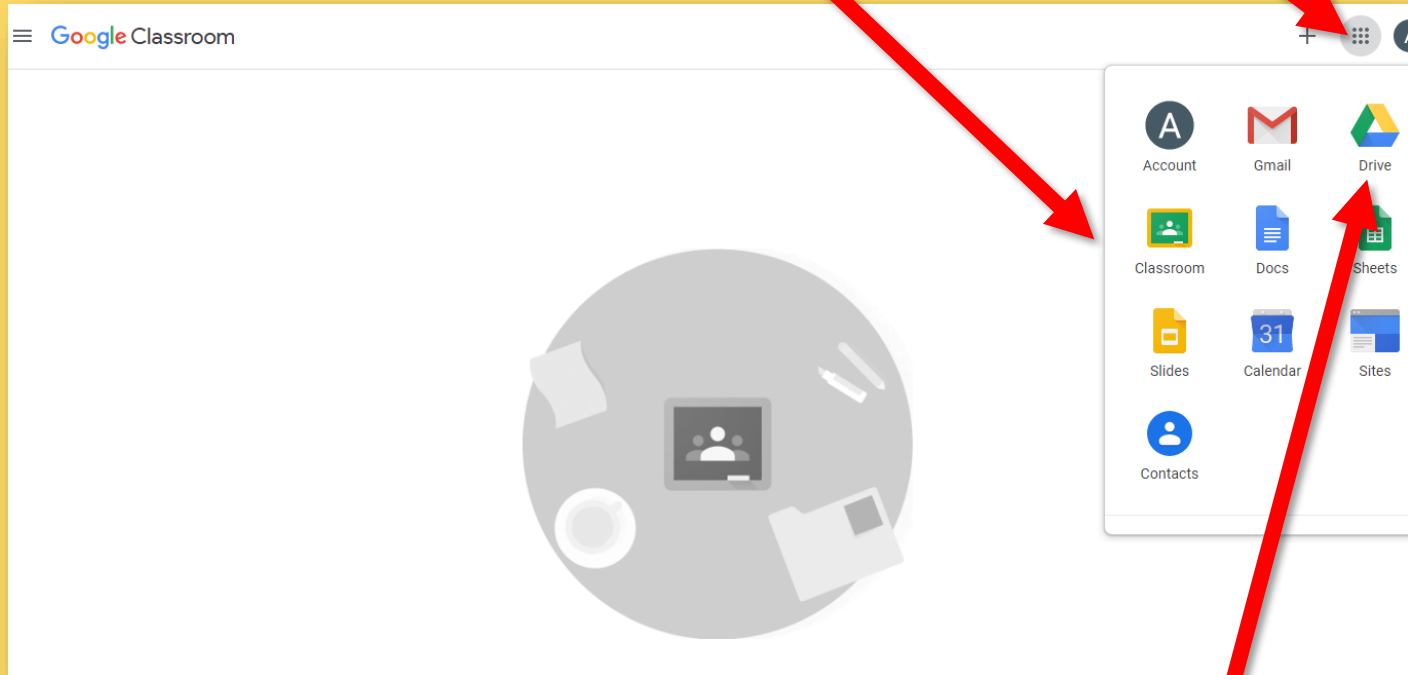 Google Classroom
A
Account Gmail Drive
Classroom Docs Sheets
31
Slides Calendar Sites
Contacts